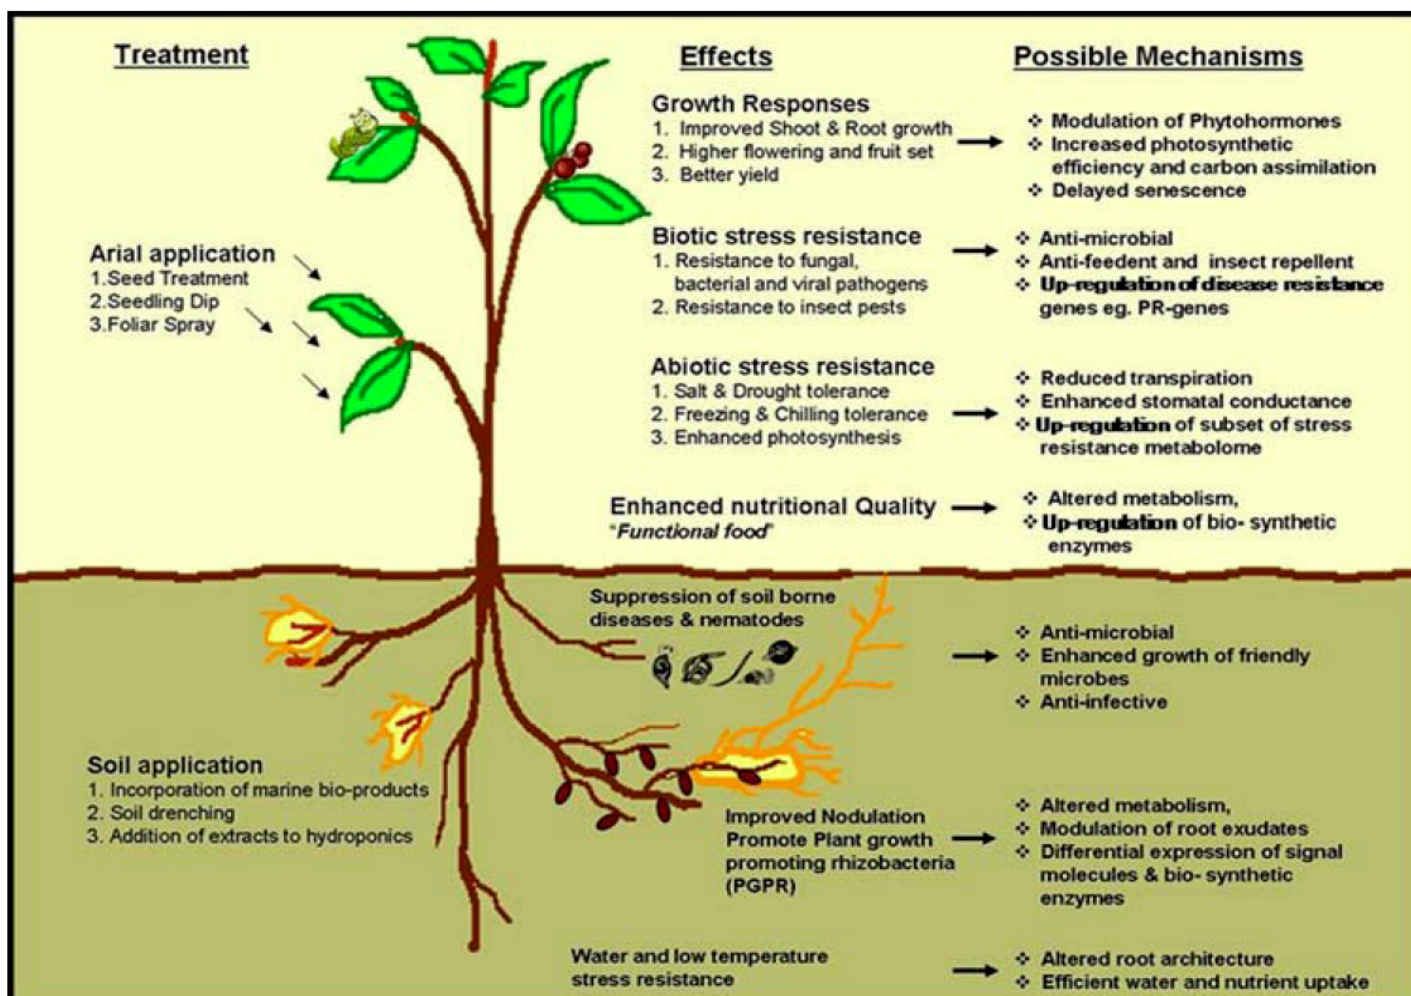 Treatment
Effects
Possible Mechanisms
Growth Responses
1. Improved Shoot & Root growth
2. Higher flowering and fruit set
3. Better yield
❖ Modulation of Phytohormones
❖ Increased photosynthetic
efficiency and carbon assimilation
❖ Delayed senescence
Arial application
1.Seed Treatment
2.Seedling Dip
3.Foliar Spray
Biotic stress resistance
1. Resistance to fungal,
bacterial and viral pathogens
2. Resistance to insect pests
❖ Anti-microbial
❖ Anti-feedent and insect repellent
❖ Up-regulation of disease resistance
genes eg. PR-genes
Abiotic stress resistance
1. Salt & Drought tolerance
2. Freezing & Chilling tolerance
3. Enhanced photosynthesis
❖ Reduced transpiration
❖ Enhanced stomatal conductance
❖ Up-regulation of subset of stress
resistance metabolome
Enhanced nutritional Quality
"Functional food"
❖ Altered metabolism,
❖ Up-regulation of bio- synthetic
enzymes
Suppression of soil borne
diseases & nematodes
❖ Anti-microbial
❖ Enhanced growth of friendly
microbes
❖ Anti-infective
Soil application
1. Incorporation of marine bio-products
2. Soil drenching
3. Addition of extracts to hydroponics
Improved Nodulation
Promote Plant growth
promoting rhizobacteria
(PGPR)
❖ Altered metabolism,
❖ Modulation of root exudates
❖ Differential expression of signal
molecules & bio- synthetic
enzymes
Water and low temperature
stress resistance
❖ Altered root architecture
❖ Efficient water and nutrient uptake